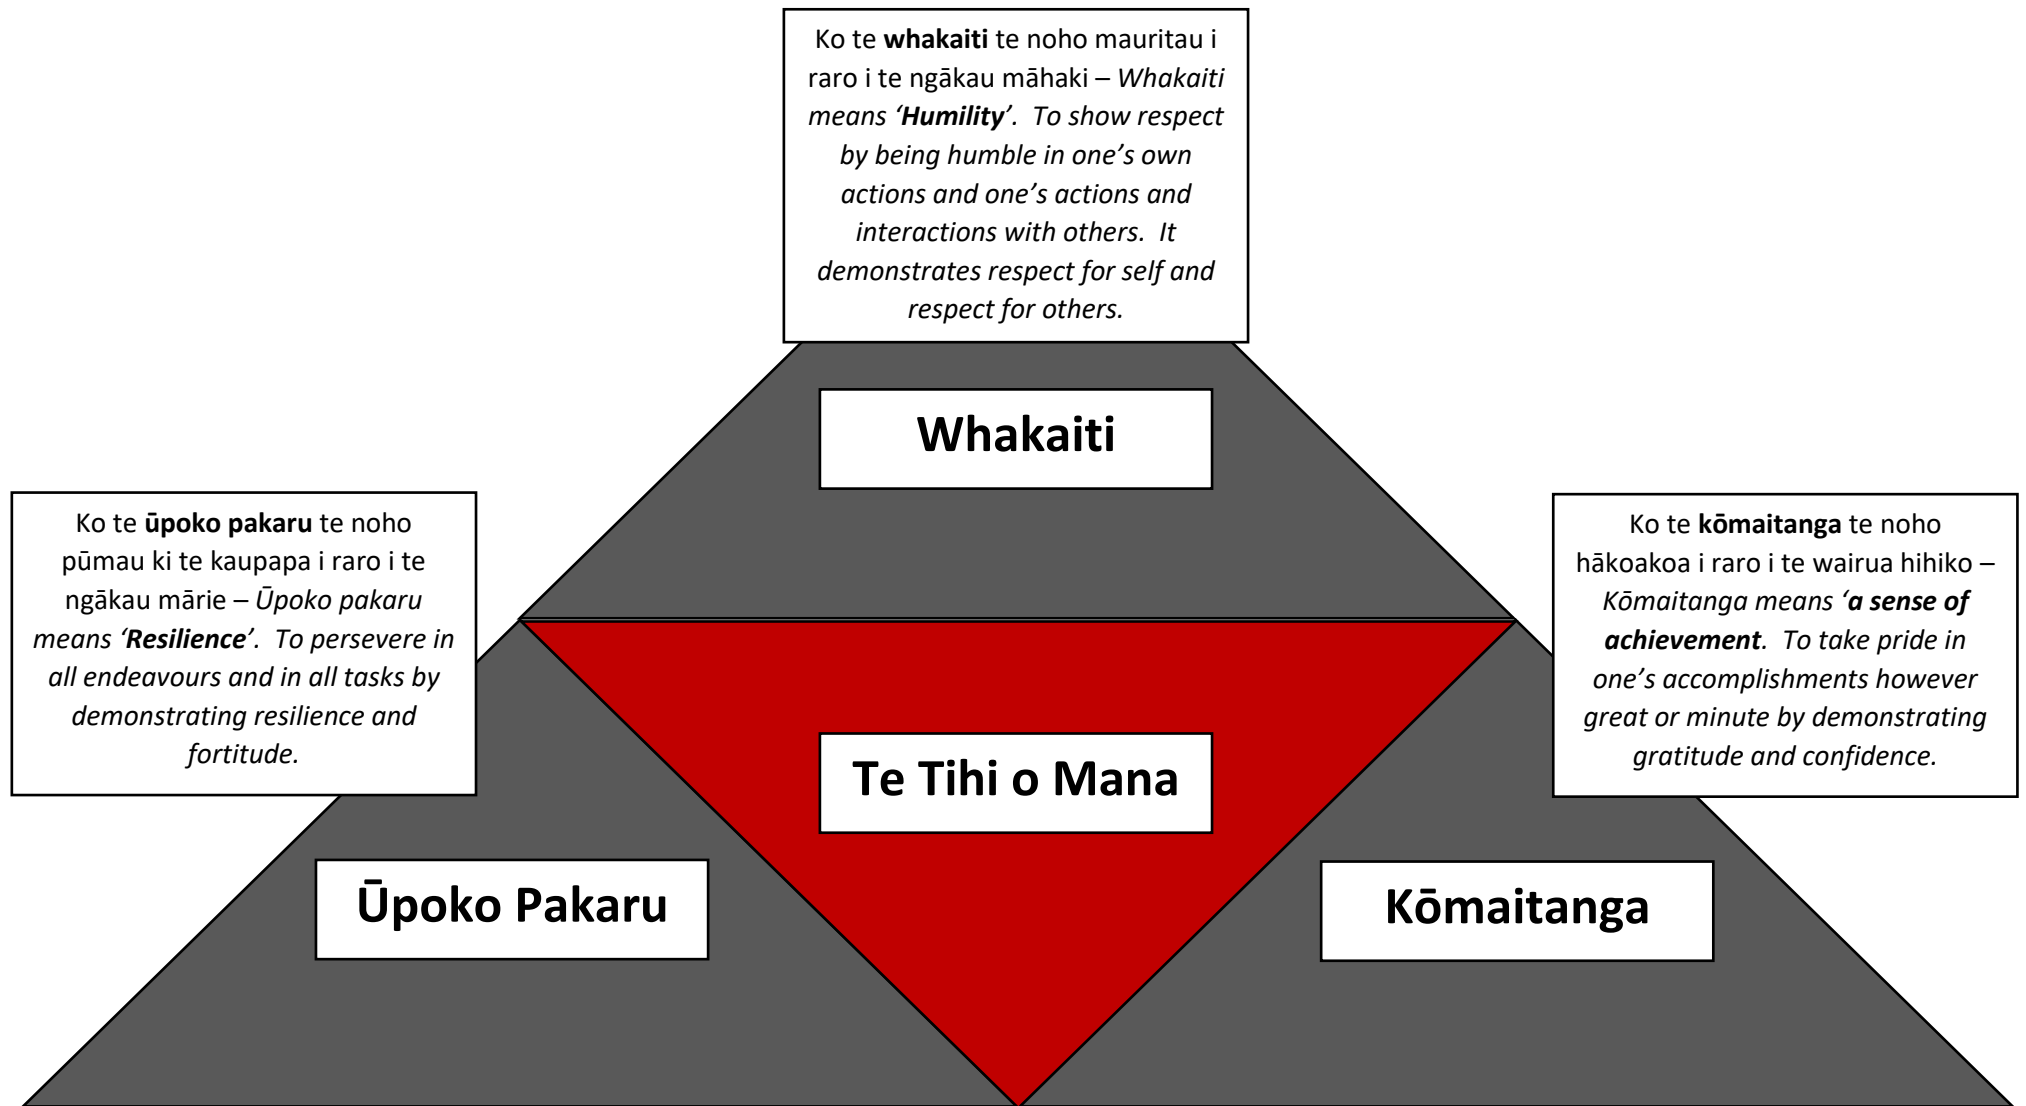 Ko te whakaiti te noho mauritau i
raro i te ngākau māhaki – Whakaiti
means ‘Humility’. To show respect
by being humble in one’s own
actions and one’s actions and
interactions with others. It
demonstrates respect for self and
respect for others.
Whakaiti
Ko te ūpoko pakaru te noho
pūmau ki te kaupapa i raro i te
ngākau mārie – Ūpoko pakaru
means ‘Resilience’. To persevere in
all endeavours and in all tasks by
demonstrating resilience and
fortitude.
Ko te kōmaitanga te noho
hākoakoa i raro i te wairua hihiko –
Kōmaitanga means ‘a sense of
achievement. To take pride in
one’s accomplishments however
great or minute by demonstrating
gratitude and confidence.
Te Tihi o Mana
Ūpoko Pakaru
Kōmaitanga